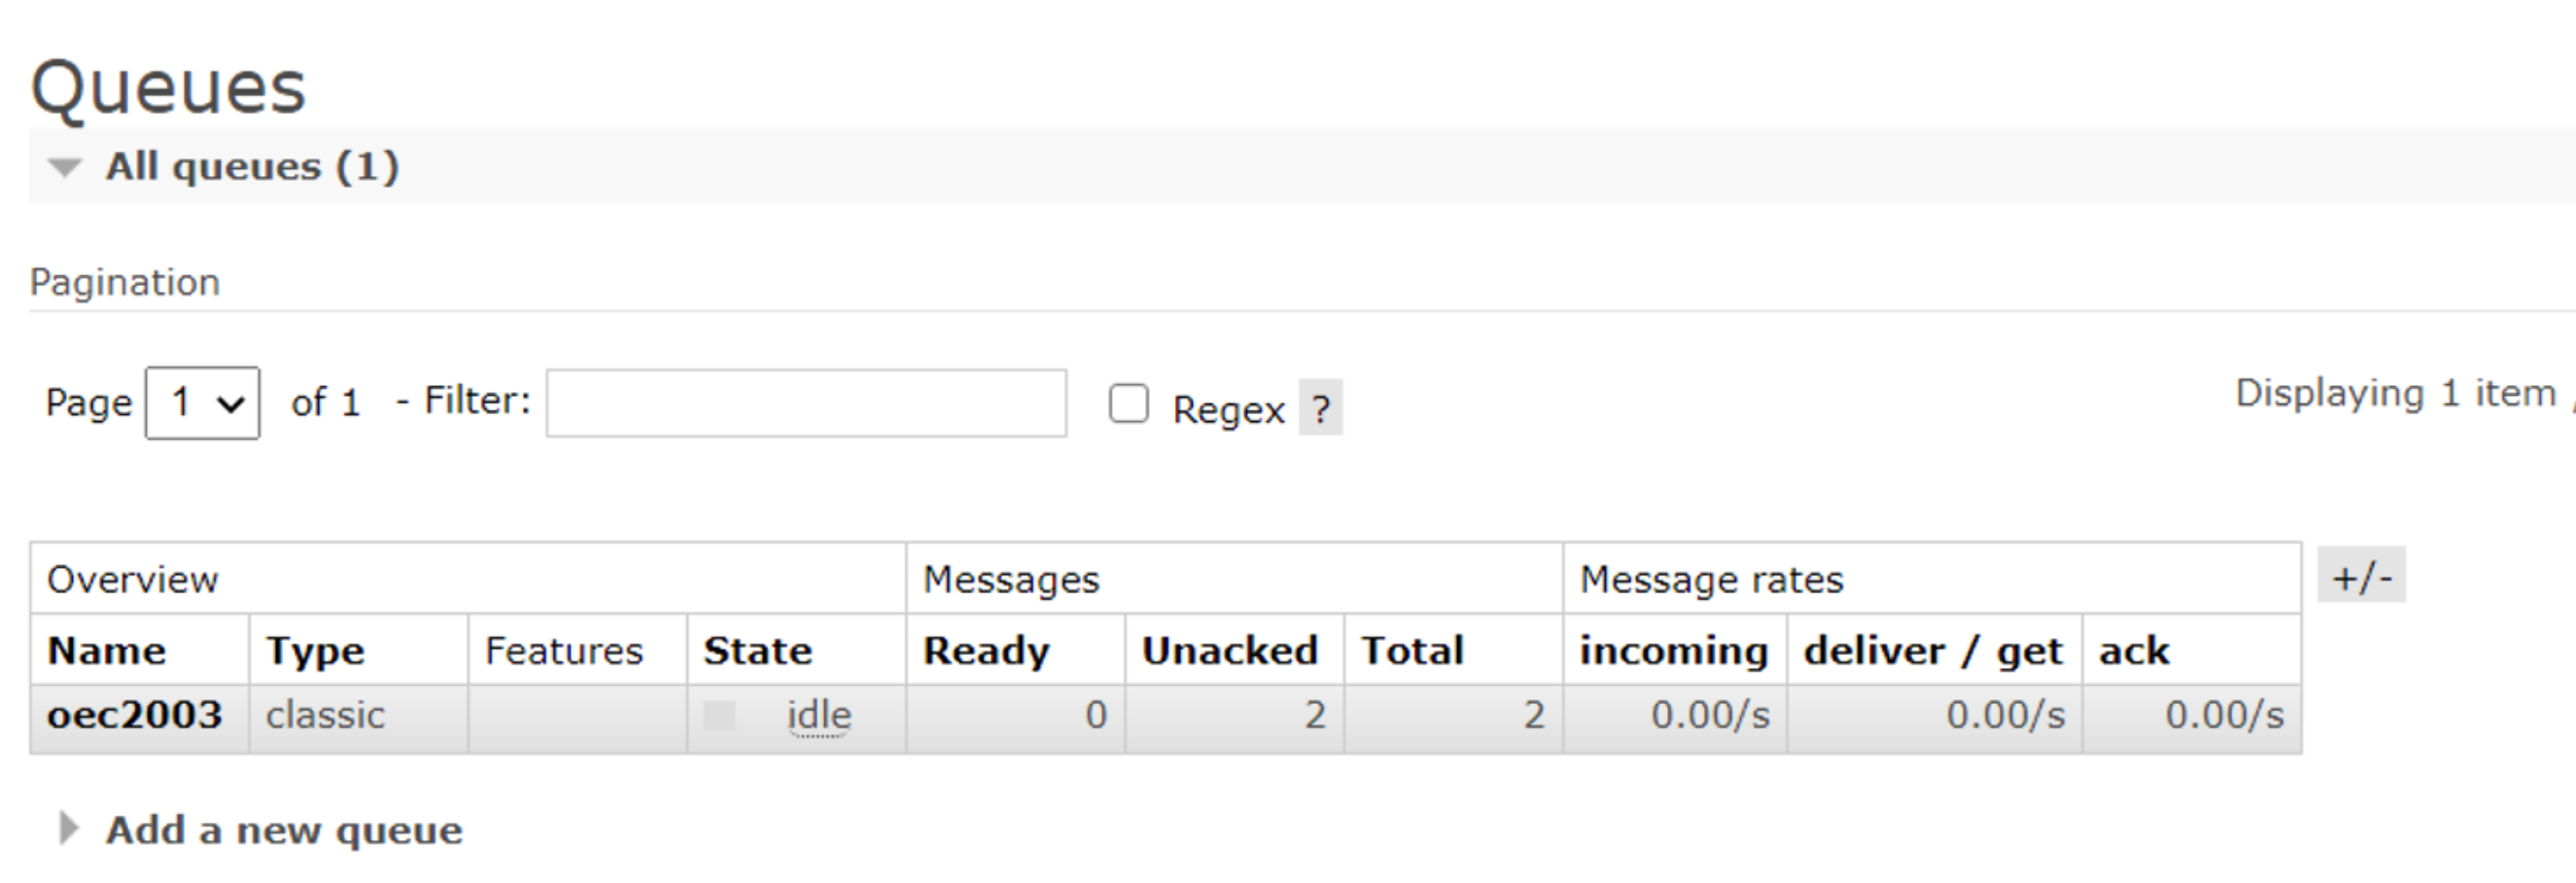 Queues
All queues (1)
Pagination
Page 1 of 1 - Filter: Regex ? Displaying 1 item
Overview Messages Message rates +/-
Name Type Features State Ready Unacked Total incoming deliver / get ack
oec2003 classic idle 0 2 2 0.00/s 0.00/s 0.00/s
Add a new queue